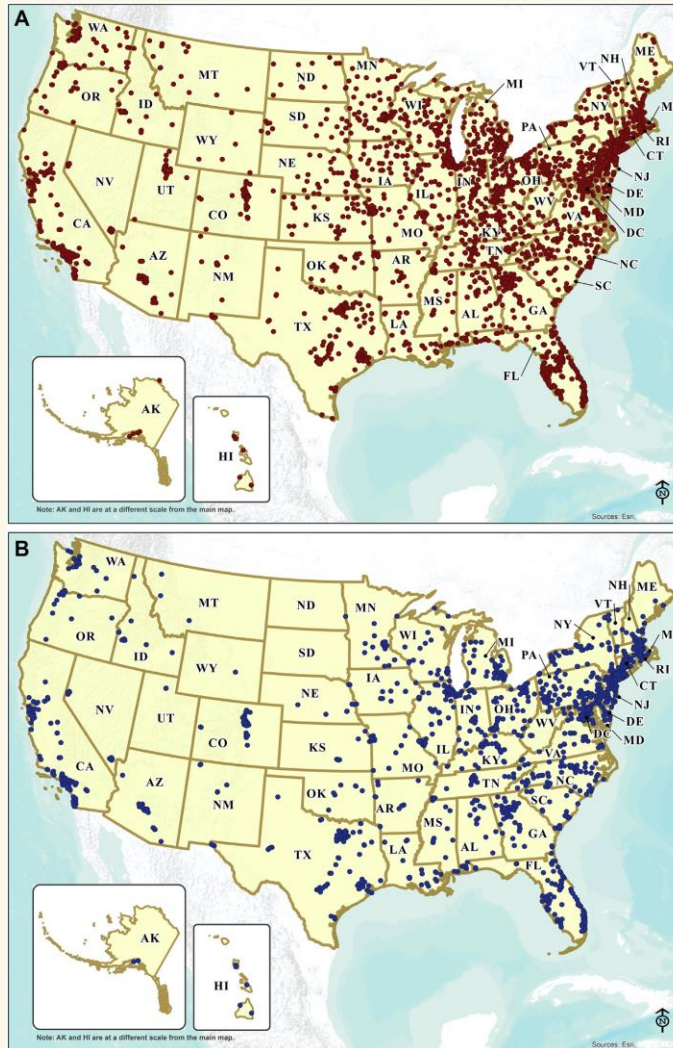 A
WA
MT
ND
MN
MI
VT
NH
ME
OR
ID
SD
WI
NY
M
WY
PA
RI
CT
NE
IA
NJ
NV
UT
IL
IN
OH
DE
CO
KS
MO
WV
VA
MD
CA
KY
DC
TN
NC
AZ
NM
OK
AR
SC
MS
AL
GA
TX
LA
FL
AK
HI
N
Note: AK and HI are at a different scale from the main map.
Sources: Esri.
B
WA
NH
ME
MT
ND
MN
VT
OR
WI
MI
NY
M
ID
SD
PA
RI
WY
IA
CT
NE
NJ
NV
IN
OH
DE
UT
WV
CO
IL
DC
MD
KS
KY
VA
CA
MO
NC
TN
AZ
OK
NM
AR
SC
MS
GA
AL
TX
LA
FL
AK
HI
N
Note: AK and HI are at a different scale from the main map.
Sources: Esri.